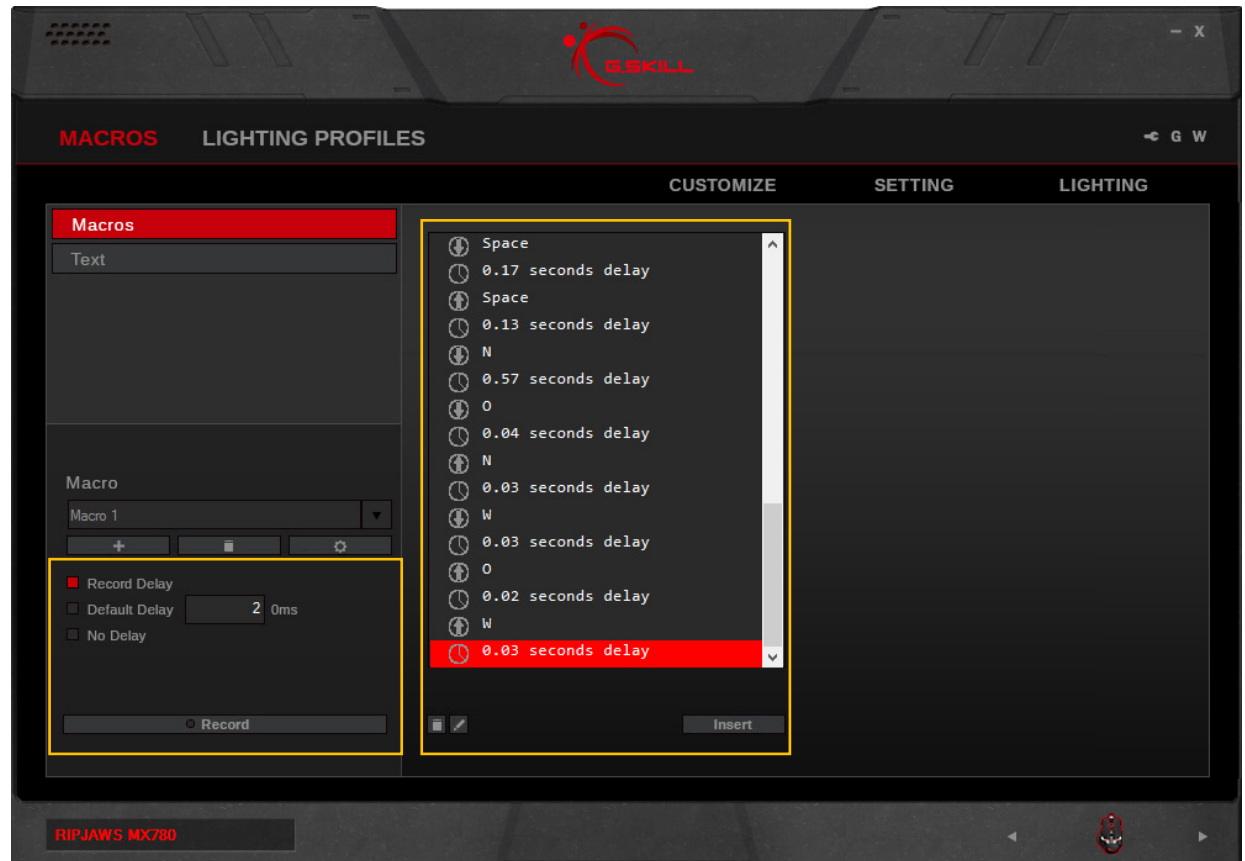 G.SKILL
- X
MACROS LIGHTING PROFILES G W
CUSTOMIZE SETTING LIGHTING
Macros
Text
Macro
Macro 1
+
Record Delay
Default Delay 2 0ms
No Delay
Record
Space
0.17 seconds delay
Space
0.13 seconds delay
N
0.57 seconds delay
O
0.04 seconds delay
N
0.03 seconds delay
W
0.03 seconds delay
O
0.02 seconds delay
W
0.03 seconds delay
Insert
RIPJAWS MX780